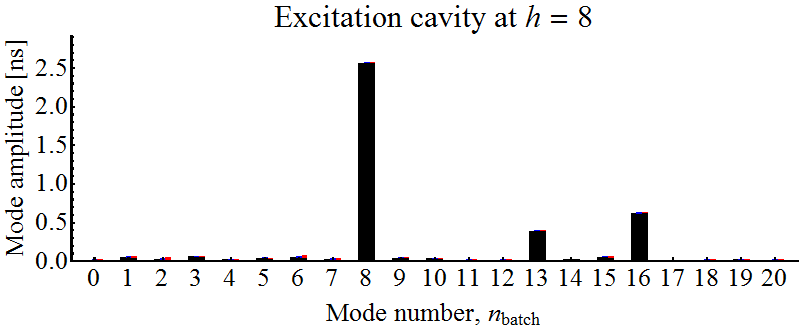 Excitation cavity at h = 8
Mode amplitude [ns]
2.5
2.0
1.5
1.0
0.5
0.0
0 1 2 3 4 5 6 7 8 9 10 11 12 13 14 15 16 17 18 19 20
Mode number, nbatch